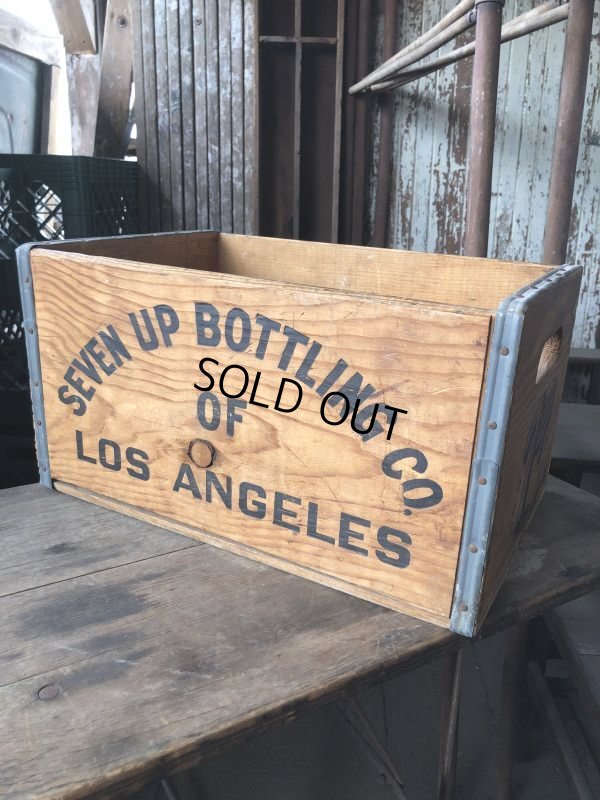 SEVEN UP BOTTLING CO.
SOLD OUT
OF
LOS ANGELES